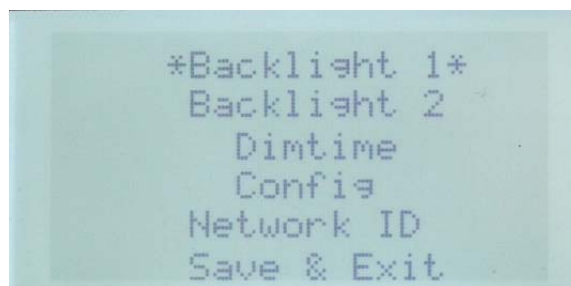 *Backlight 1*
Backlight 2
Dimtime
Config
Network ID
Save & Exit